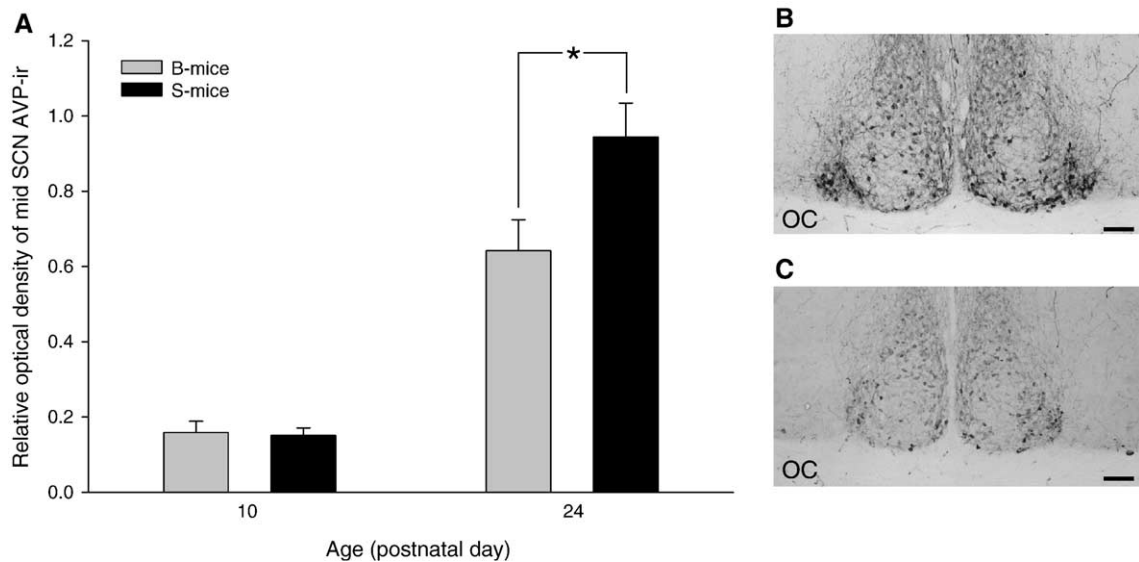 A
Relative optical density of mid SCN AVP-ir
1.2
1.0
0.8
0.6
0.4
0.2
0.0
B-mice
S-mice
*
10
24
Age (postnatal day)
B
OC
C
OC